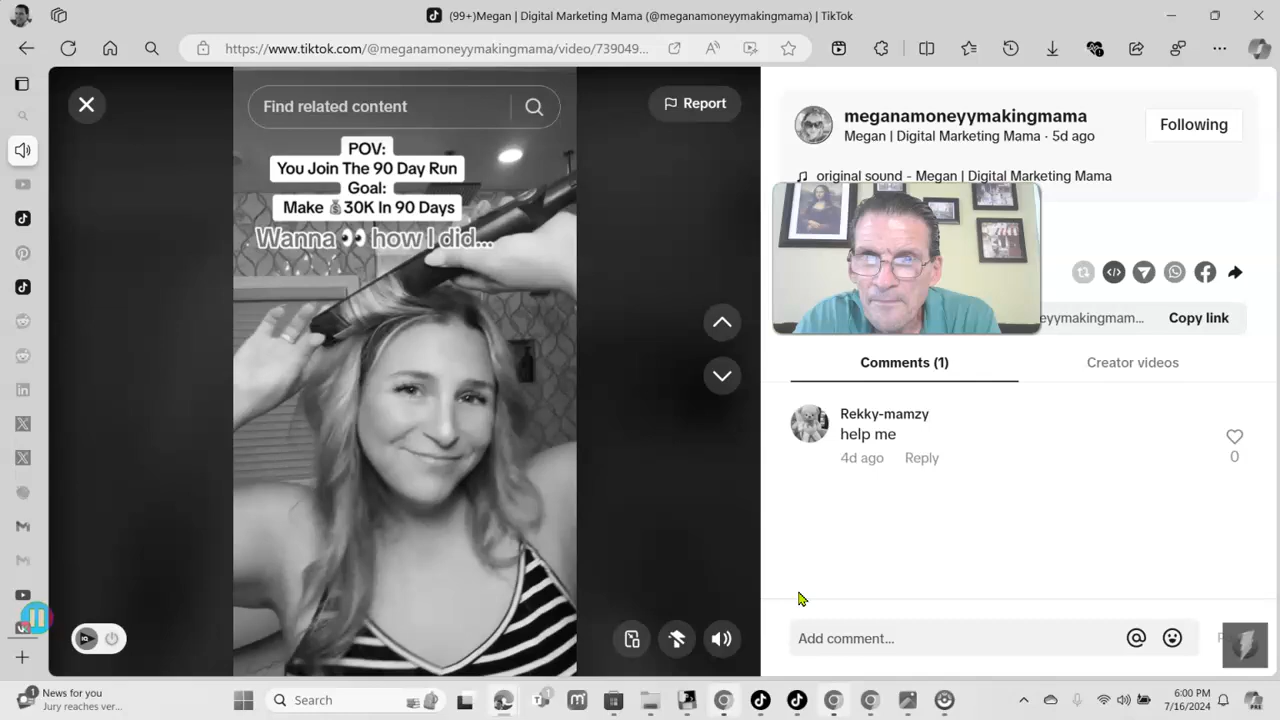 (99+)Megan | Digital Marketing Mama (@meganamoneyymakingmama) | TikTok
https://www.tiktok.com/@meganamoneyymakingmama/video/739049...
Find related content
Report
POV:
You Join The 90 Day Run
Goal:
Make 💰30K In 90 Days
Wanna 👀 how I did...
meganamoneyymakingmama
Megan | Digital Marketing Mama · 5d ago
Following
original sound - Megan | Digital Marketing Mama
eyymakingmam...
Copy link
Comments (1)
Creator videos
Rekky-mamzy
help me
4d ago
Reply
0
Add comment...
1
News for you
Jury reaches ver...
Search
6:00 PM
7/16/2024